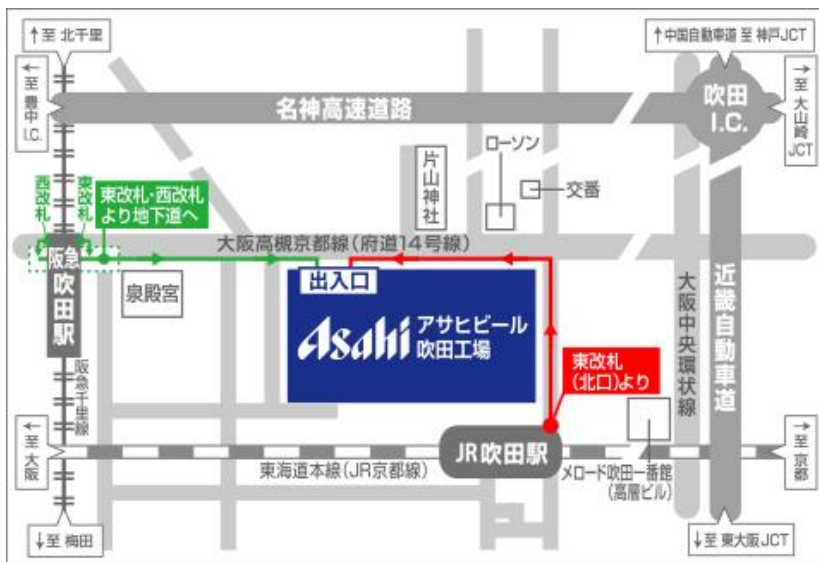 ↑至 北千里
↑中国自動車道 至 神戸JCT
←至 豊中I.C.
名神高速道路
吹田
I.C.
→至 大山崎JCT
ローソン
片山神社
交番
西改札
東改札
東改札・西改札
より地下道へ
大阪高槻京都線(府道14号線)
阪急
吹田駅
泉殿宮
出入口
Asahi
アサヒビール
吹田工場
大阪中央環状線
近畿自動車道
東改札
(北口)より
阪急千里線
←至 大阪
JR吹田駅
東海道本線(JR京都線)
メロード吹田一番館
(高層ビル)
→至 京都
↓至 梅田
↓至 東大阪JCT